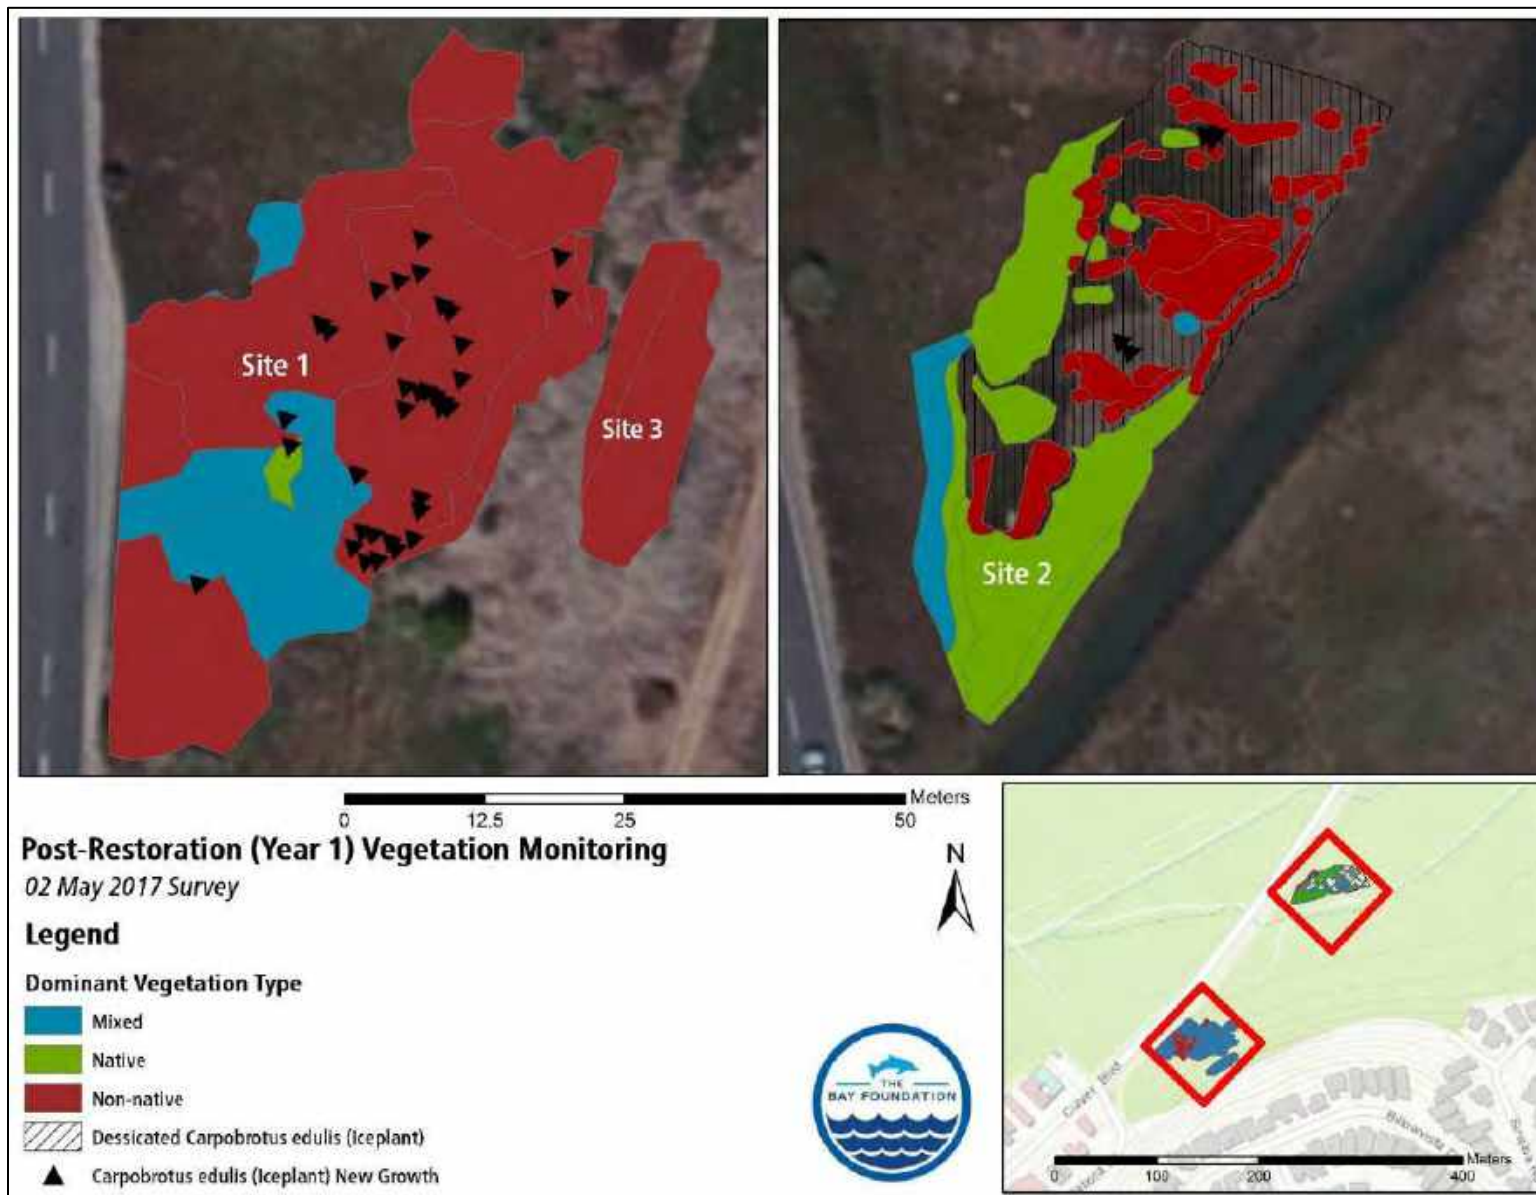 Site 1
Site 3
Site 2
Meters
0 12.5 25 50
Post-Restoration (Year 1) Vegetation Monitoring
02 May 2017 Survey
N
Legend
Dominant Vegetation Type
Mixed
Native
Non-native
Dessicated Carpobrotus edulis (Iceplant)
Carpobrotus edulis (Iceplant) New Growth
THE
BAY FOUNDATION
Culver Blvd
Meters
0 100 200 400